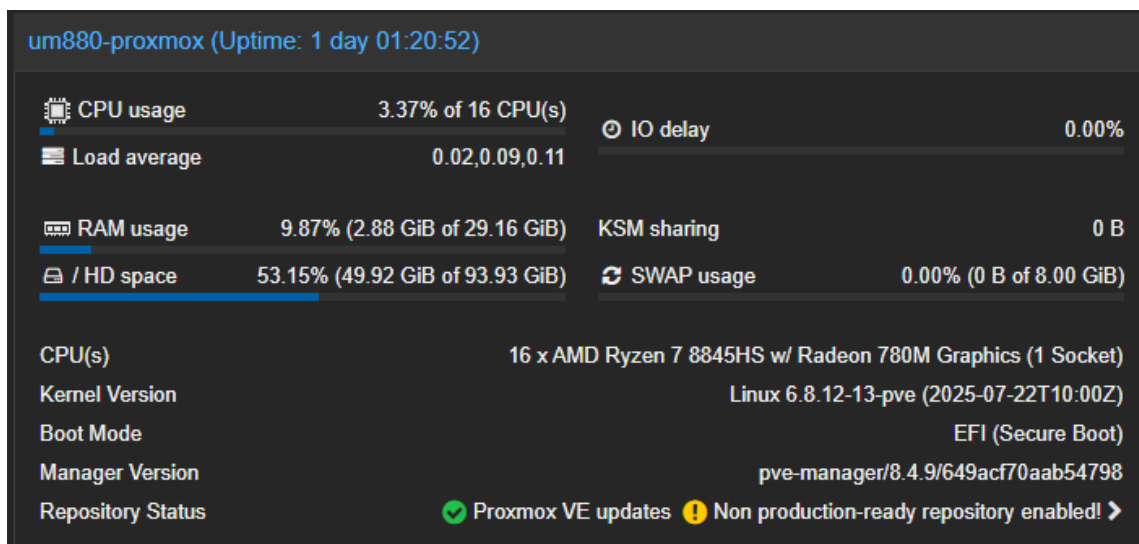 um880-proxmox (Uptime: 1 day 01:20:52)
CPU usage 3.37% of 16 CPU(s)
IO delay 0.00%
Load average 0.02,0.09,0.11
RAM usage 9.87% (2.88 GiB of 29.16 GiB)
KSM sharing 0 B
/ HD space 53.15% (49.92 GiB of 93.93 GiB)
SWAP usage 0.00% (0 B of 8.00 GiB)
CPU(s) 16 x AMD Ryzen 7 8845HS w/ Radeon 780M Graphics (1 Socket)
Kernel Version Linux 6.8.12-13-pve (2025-07-22T10:00Z)
Boot Mode EFI (Secure Boot)
Manager Version pve-manager/8.4.9/649acf70aab54798
Repository Status Proxmox VE updates Non production-ready repository enabled!